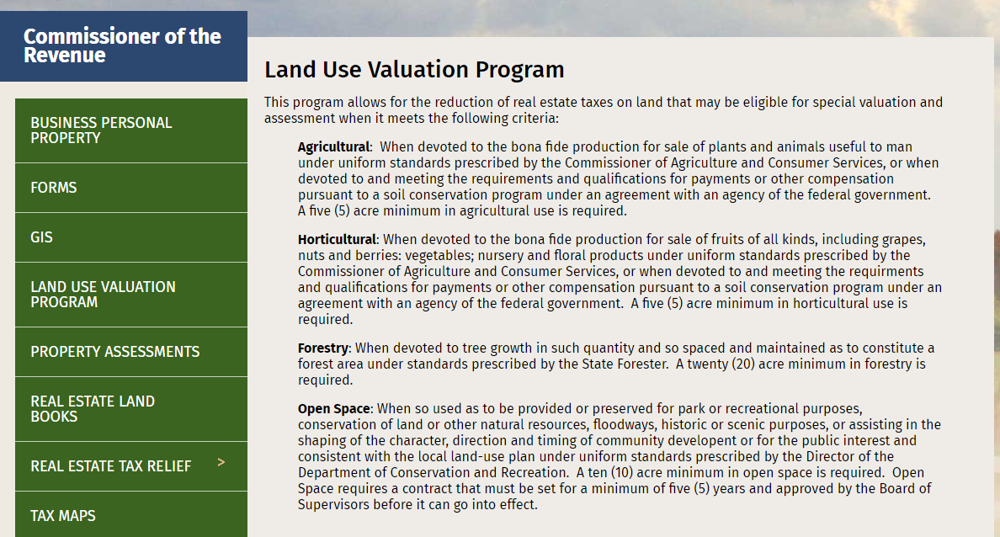 Commissioner of the
Revenue
BUSINESS PERSONAL
PROPERTY
FORMS
GIS
LAND USE VALUATION
PROGRAM
PROPERTY ASSESSMENTS
REAL ESTATE LAND
BOOKS
REAL ESTATE TAX RELIEF >
TAX MAPS
Land Use Valuation Program
This program allows for the reduction of real estate taxes on land that may be eligible for special valuation and
assessment when it meets the following criteria:
Agricultural:  When devoted to the bona fide production for sale of plants and animals useful to man
under uniform standards prescribed by the Commissioner of Agriculture and Consumer Services, or when
devoted to and meeting the requirements and qualifications for payments or other compensation
pursuant to a soil conservation program under an agreement with an agency of the federal government.
A five (5) acre minimum in agricultural use is required.
Horticultural: When devoted to the bona fide production for sale of fruits of all kinds, including grapes,
nuts and berries: vegetables; nursery and floral products under uniform standards prescribed by the
Commissioner of Agriculture and Consumer Services, or when devoted to and meeting the requirments
and qualifications for payments or other compensation pursuant to a soil conservation program under an
agreement with an agency of the federal government.  A five (5) acre minimum in horticultural use is
required.
Forestry: When devoted to tree growth in such quantity and so spaced and maintained as to constitute a
forest area under standards prescribed by the State Forester.  A twenty (20) acre minimum in forestry is
required.
Open Space: When so used as to be provided or preserved for park or recreational purposes,
conservation of land or other natural resources, floodways, historic or scenic purposes, or assisting in the
shaping of the character, direction and timing of community developent or for the public interest and
consistent with the local land-use plan under uniform standards prescribed by the Director of the
Department of Conservation and Recreation.  A ten (10) acre minimum in open space is required.  Open
Space requires a contract that must be set for a minimum of five (5) years and approved by the Board of
Supervisors before it can go into effect.